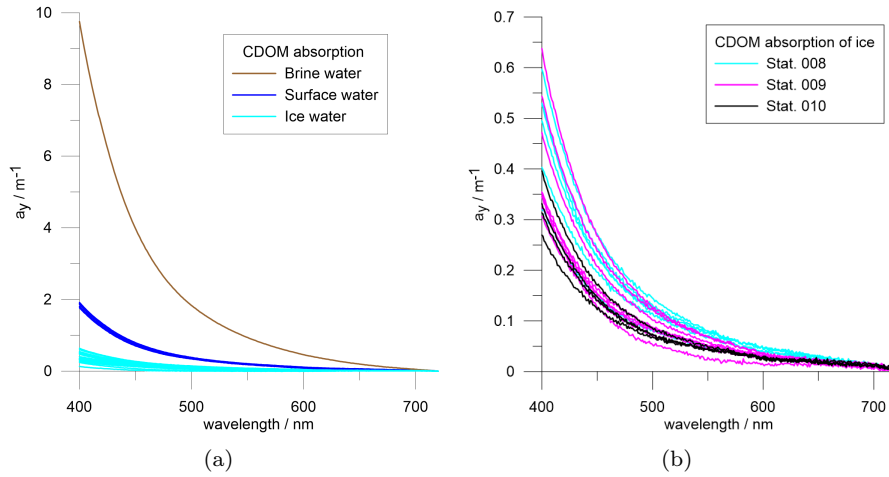 10
8
6
4
2
0
a_y / m^-1
CDOM absorption
Brine water
Surface water
Ice water
400
500
600
700
wavelength / nm
(a)
0.7
0.6
0.5
0.4
0.3
0.2
0.1
0
a_y / m^-1
CDOM absorption of ice
Stat. 008
Stat. 009
Stat. 010
400
500
600
700
wavelength / nm
(b)